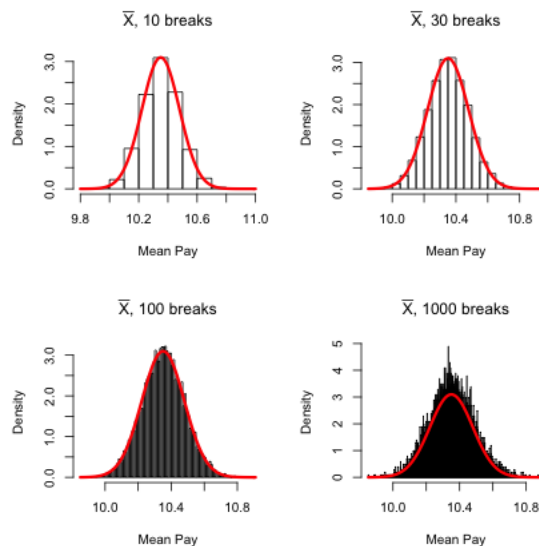 X̅, 10 breaks
Density
0.0 1.0 2.0 3.0
9.8 10.2 10.6 11.0
Mean Pay
X̅, 30 breaks
Density
0.0 1.0 2.0 3.0
10.0 10.4 10.8
Mean Pay
X̅, 100 breaks
Density
0.0 1.0 2.0 3.0
10.0 10.4 10.8
Mean Pay
X̅, 1000 breaks
Density
0 1 2 3 4 5
10.0 10.4 10.8
Mean Pay